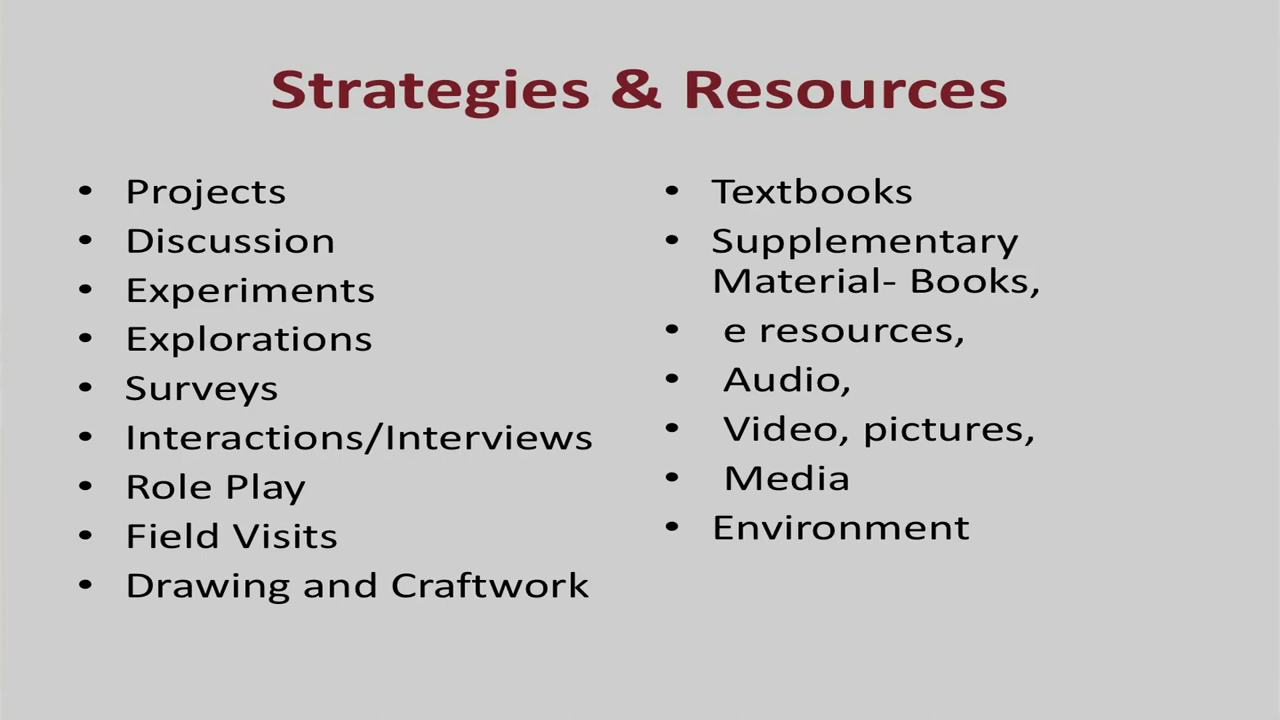 Strategies & Resources
• Projects
• Discussion
• Experiments
• Explorations
• Surveys
• Interactions/Interviews
• Role Play
• Field Visits
• Drawing and Craftwork
• Textbooks
• Supplementary
Material- Books,
• e resources,
• Audio,
• Video, pictures,
• Media
• Environment